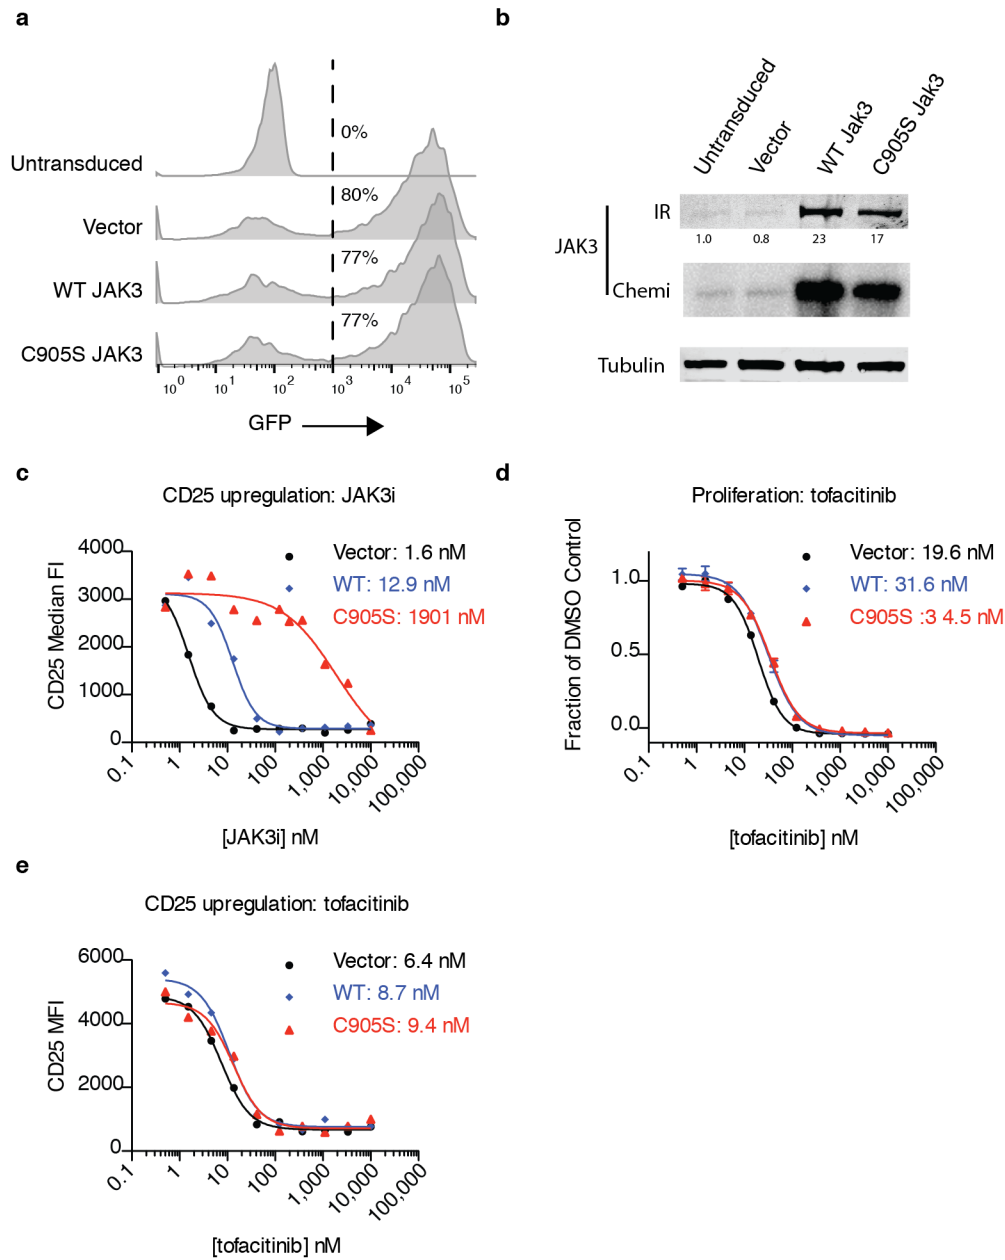 a
Untransduced
Vector
WT JAK3
C905S JAK3
0%
80%
77%
77%
10^0 10^1 10^2 10^3 10^4 10^5
GFP
b
Untransduced
Vector
WT Jak3
C905S Jak3
JAK3
IR
1.0 0.8 23 17
Chemi
Tubulin
c
CD25 upregulation: JAK3i
CD25 Median FI
4000
3000
2000
1000
0
Vector: 1.6 nM
WT: 12.9 nM
C905S: 1901 nM
0.1 1 10 100 1,000 10,000 100,000
[JAK3i] nM
d
Proliferation: tofacitinib
Fraction of DMSO Control
1.0
0.5
0.0
Vector: 19.6 nM
WT: 31.6 nM
C905S :3 4.5 nM
0.1 1 10 100 1,000 10,000 100,000
[tofacitinib] nM
e
CD25 upregulation: tofacitinib
CD25 MFI
6000
4000
2000
0
Vector: 6.4 nM
WT: 8.7 nM
C905S: 9.4 nM
0.1 1 10 100 1,000 10,000 100,000
[tofacitinib] nM